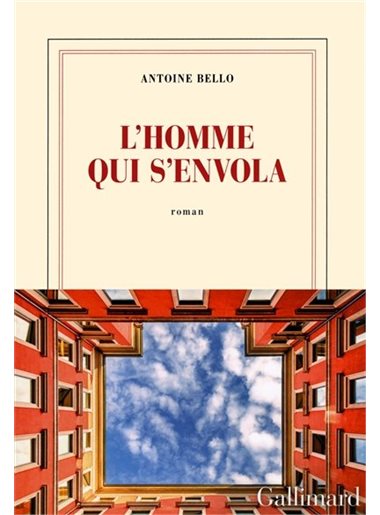 ANTOINE BELLO
L'HOMME
QUI S'ENVOLA
roman
Gallimard